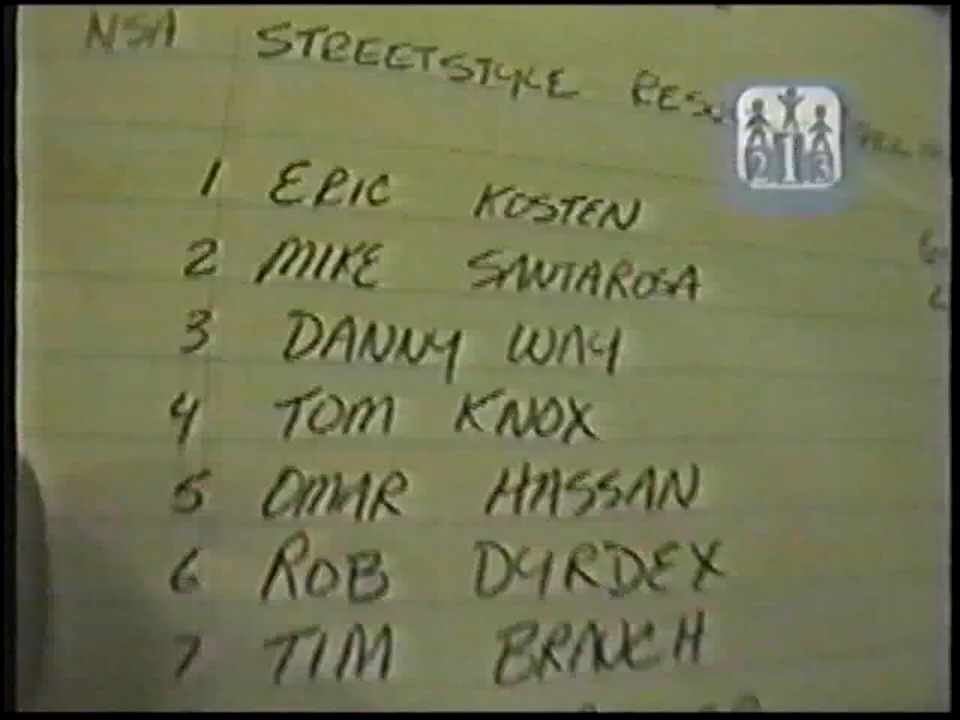 NSA STREETSTYLE
213
1 ERIC KOSTEN
2 MIKE SANTAROSA
3 DANNY WAY
4 TOM KNOX
5 OMAR HASSAN
6 ROB DYRDEX
7 TIM BRAUCH